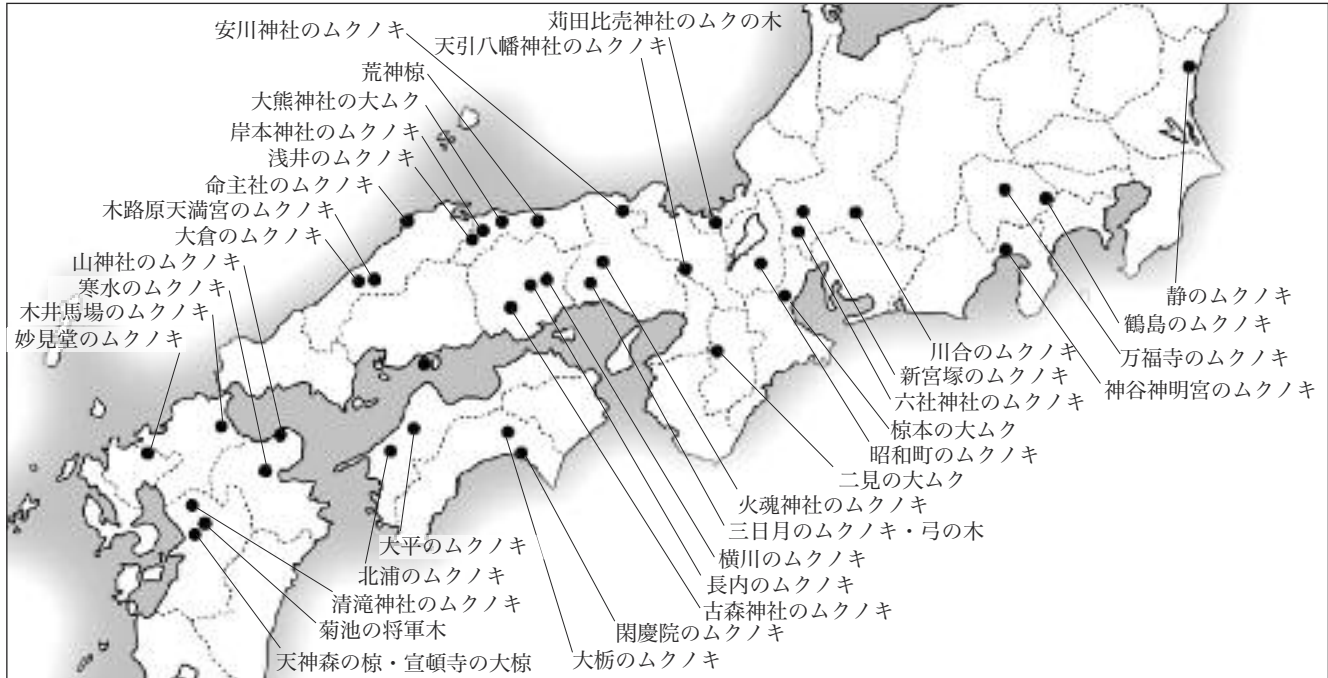 苅田比売神社のムクの木
安川神社のムクノキ
天引八幡神社のムクノキ
荒神椋
大熊神社の大ムク
岸本神社のムクノキ
浅井のムクノキ
命主社のムクノキ
木路原天満宮のムクノキ
大倉のムクノキ
山神社のムクノキ
寒水のムクノキ
木井馬場のムクノキ
妙見堂のムクノキ
静のムクノキ
鶴島のムクノキ
万福寺のムクノキ
神谷神明宮のムクノキ
川合のムクノキ
新宮塚のムクノキ
六社神社のムクノキ
椋本の大ムク
昭和町のムクノキ
二見の大ムク
火魂神社のムクノキ
三日月のムクノキ・弓の木
横川のムクノキ
長内のムクノキ
古森神社のムクノキ
閑慶院のムクノキ
大栃のムクノキ
大平のムクノキ
北浦のムクノキ
清滝神社のムクノキ
菊池の将軍木
天神森の椋・宣頓寺の大椋